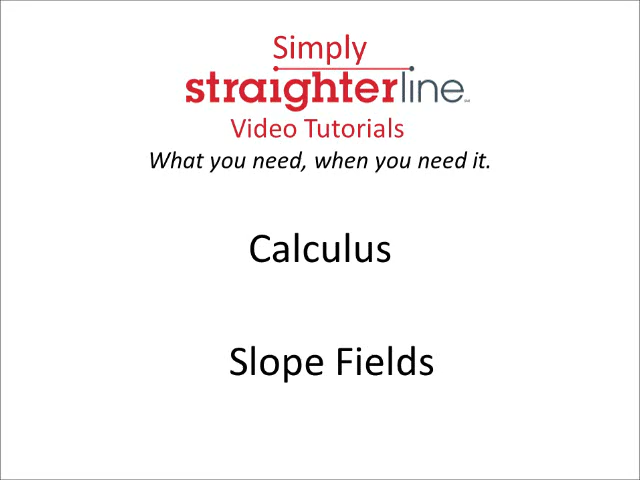 Simply
straighterline
Video Tutorials
What you need, when you need it.
Calculus
Slope Fields